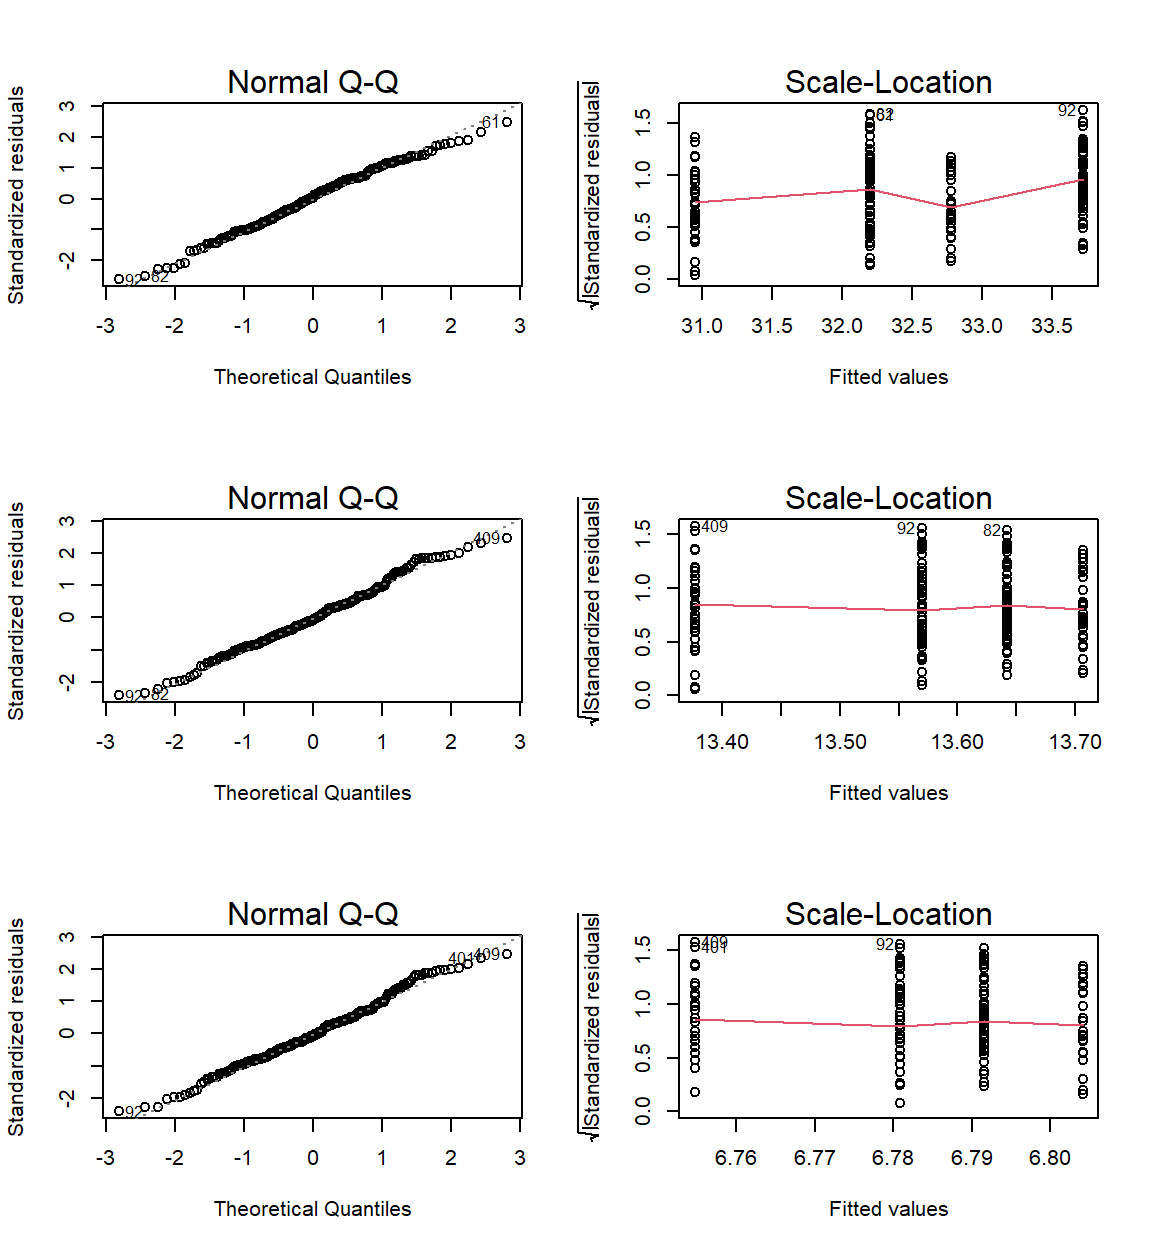 Normal Q-Q
Standardized residuals
3
2
1
0
-2
61
92
82
-3 -2 -1 0 1 2 3
Theoretical Quantiles
Scale-Location
√|Standardized residuals|
1.5
1.0
0.5
0.0
82
61
92
31.0 31.5 32.0 32.5 33.0 33.5
Fitted values
Normal Q-Q
Standardized residuals
3
2
1
0
-2
409
92
82
-3 -2 -1 0 1 2 3
Theoretical Quantiles
Scale-Location
√|Standardized residuals|
1.5
1.0
0.5
0.0
409
92
82
13.40 13.50 13.60 13.70
Fitted values
Normal Q-Q
Standardized residuals
3
2
1
0
-2
401
409
92
-3 -2 -1 0 1 2 3
Theoretical Quantiles
Scale-Location
√|Standardized residuals|
1.5
1.0
0.5
0.0
409
401
92
6.76 6.77 6.78 6.79 6.80
Fitted values